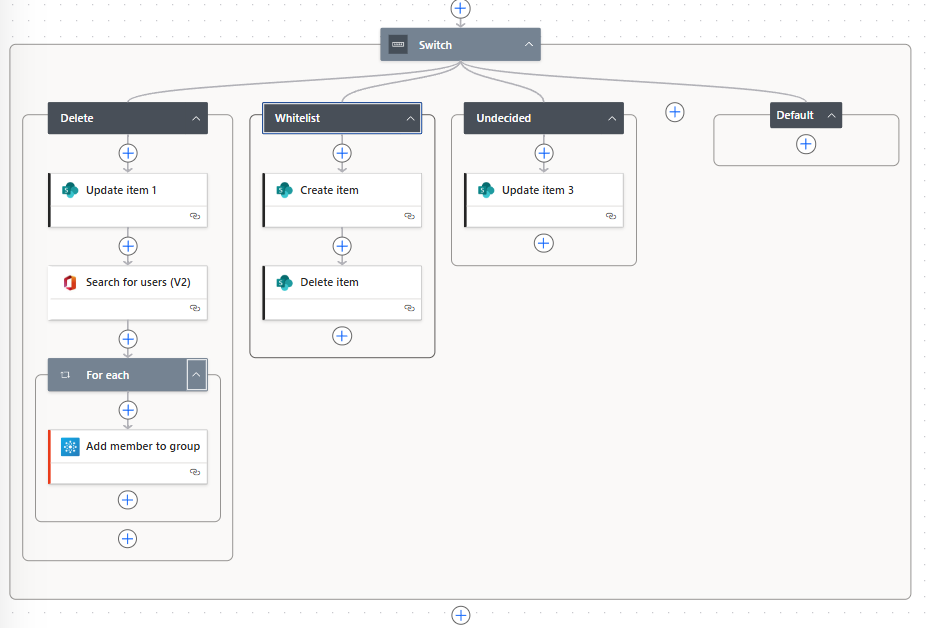 Switch
Delete
Whitelist
Undecided
Default
Update item 1
Create item
Update item 3
Search for users (V2)
Delete item
For each
Add member to group